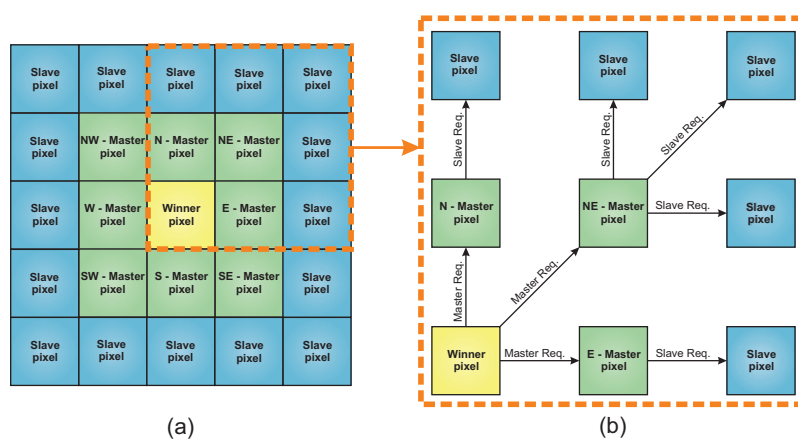 Slave
pixel
Slave
pixel
Slave
pixel
Slave
pixel
Slave
pixel
Slave
pixel
NW - Master
pixel
N - Master
pixel
NE - Master
pixel
Slave
pixel
Slave
pixel
W - Master
pixel
Winner
pixel
E - Master
pixel
Slave
pixel
Slave
pixel
SW - Master
pixel
S - Master
pixel
SE - Master
pixel
Slave
pixel
Slave
pixel
Slave
pixel
Slave
pixel
Slave
pixel
Slave
pixel
(a)
Slave
pixel
Slave
pixel
Slave
pixel
Slave Req.
Slave Req.
Slave Req.
N - Master
pixel
NE - Master
pixel
Slave Req.
Slave
pixel
Master Req.
Master Req.
Winner
pixel
Master Req.
E - Master
pixel
Slave Req.
Slave
pixel
(b)